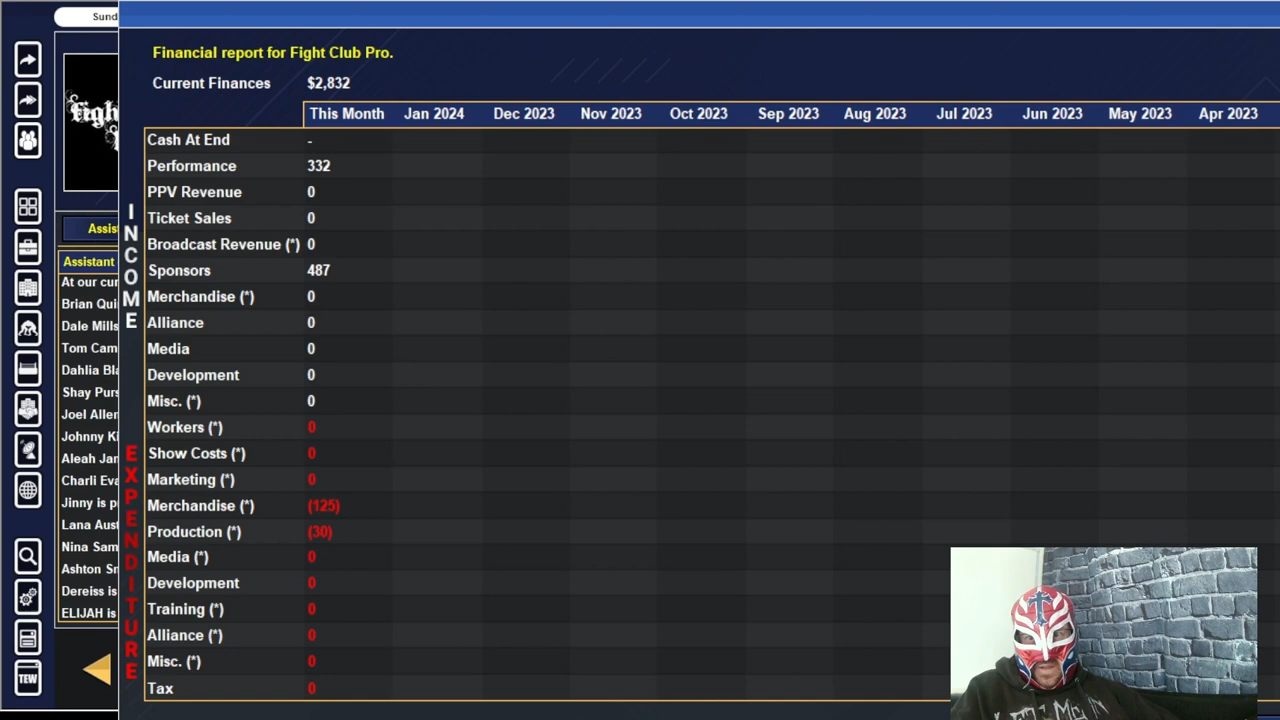 Sund
Financial report for Fight Club Pro.
Current Finances $2,832
This Month Jan 2024 Dec 2023 Nov 2023 Oct 2023 Sep 2023 Aug 2023 Jul 2023 Jun 2023 May 2023 Apr 2023
INCOME
Cash At End -
Performance 332
PPV Revenue 0
Ticket Sales 0
Broadcast Revenue (*) 0
Sponsors 487
Merchandise (*) 0
Alliance 0
Media 0
Development 0
Misc. (*) 0
EXPENDITURE
Workers (*) 0
Show Costs (*) 0
Marketing (*) 0
Merchandise (*) (125)
Production (*) (30)
Media (*) 0
Development 0
Training (*) 0
Alliance (*) 0
Misc. (*) 0
Tax 0
figh
Assis
Assistant
At our cur
Brian Qui
Dale Mills
Tom Cam
Dahlia Bla
Shay Purs
Joel Allen
Johnny Ki
Aleah Jan
Charli Eva
Jinny is p
Lana Aust
Nina Sam
Ashton Sm
Dereiss is
ELIJAH is
TEW